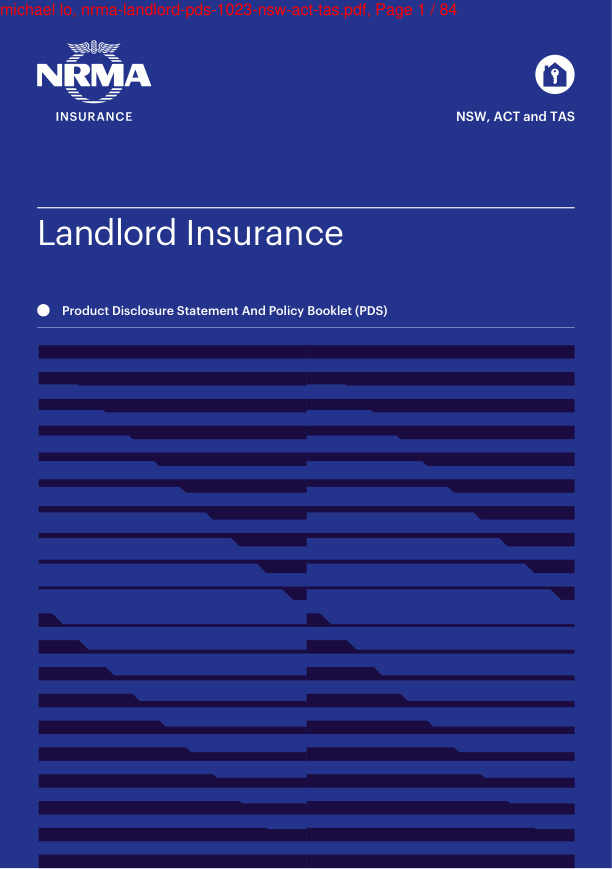 michael lo, nrma-landlord-pds-1023-nsw-act-tas.pdf, Page 1 / 84
NRMA
INSURANCE
NSW, ACT and TAS
Landlord Insurance
Product Disclosure Statement And Policy Booklet (PDS)